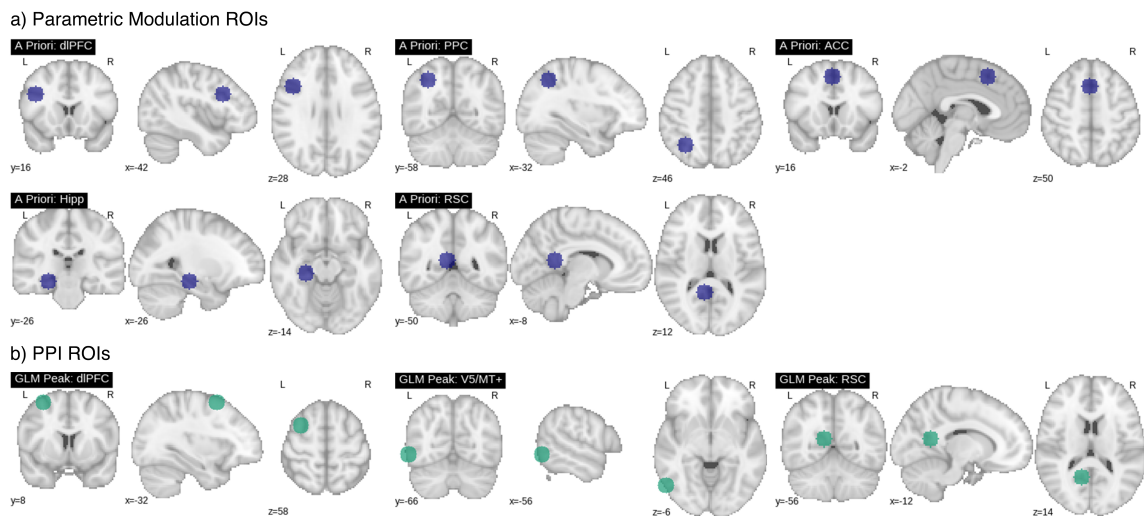 a) Parametric Modulation ROIs
A Priori: dlPFC
L R
L R
y=16
x=-42
z=28
A Priori: PPC
L R
L R
y=-58
x=-32
z=46
A Priori: ACC
L R
L R
y=16
x=-2
z=50
A Priori: Hipp
L R
L R
y=-26
x=-26
z=-14
A Priori: RSC
L R
L R
y=-50
x=-8
z=12
b) PPI ROIs
GLM Peak: dlPFC
L R
L R
y=8
x=-32
z=58
GLM Peak: V5/MT+
L R
L R
y=-66
x=-56
z=-6
GLM Peak: RSC
L R
L R
y=-56
x=-12
z=14